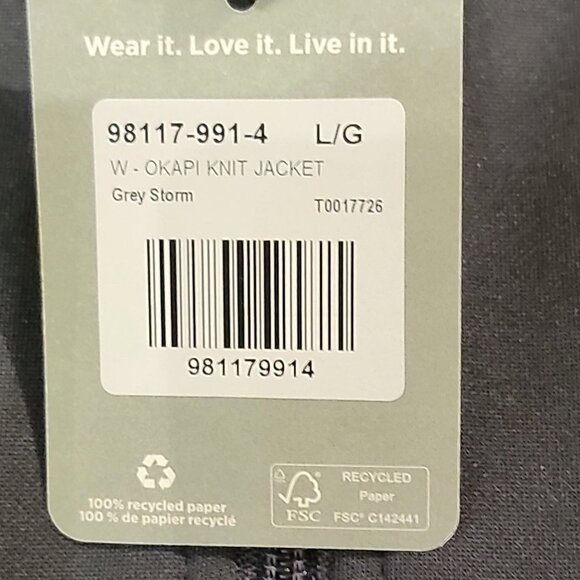 Wear it. Love it. Live in it.
98117-991-4 L/G
W - OKAPI KNIT JACKET
Grey Storm T0017726
981179914
100% recycled paper
100 % de papier recyclé
FSC
RECYCLED
Paper
FSC® C142441